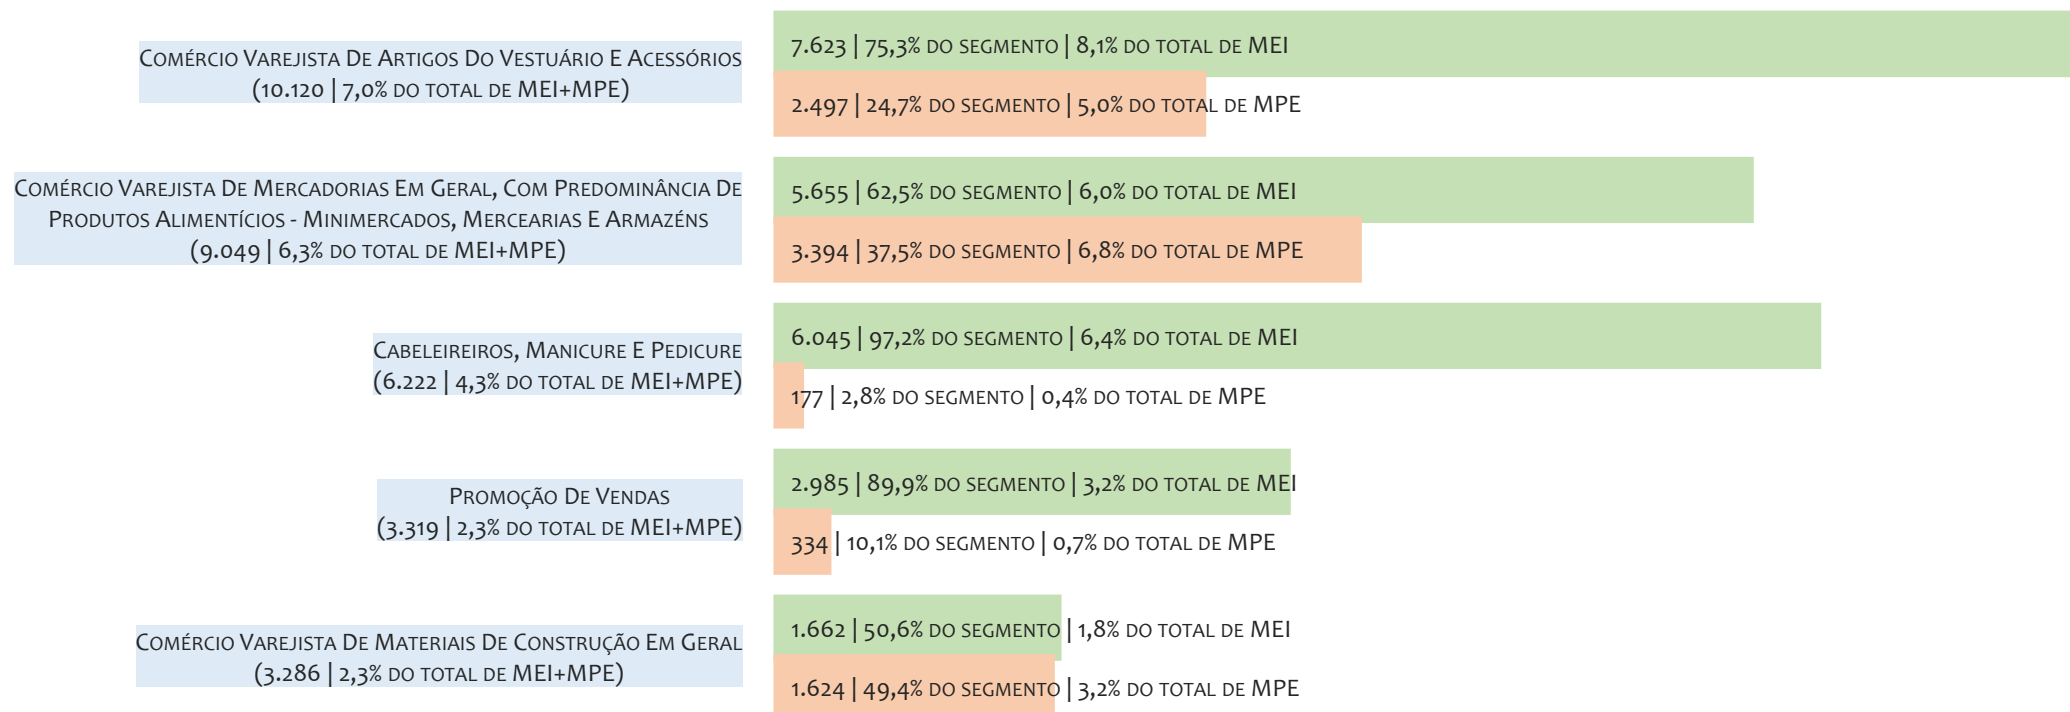 Comércio Varejista De Artigos Do Vestuário E Acessórios
(10.120 | 7,0% do total de MEI+MPE)
7.623 | 75,3% do segmento | 8,1% do total de MEI
2.497 | 24,7% do segmento | 5,0% do total de MPE
Comércio Varejista De Mercadorias Em Geral, Com Predominância De
Produtos Alimentícios - Minimercados, Mercearias E Armazéns
(9.049 | 6,3% do total de MEI+MPE)
5.655 | 62,5% do segmento | 6,0% do total de MEI
3.394 | 37,5% do segmento | 6,8% do total de MPE
Cabeleireiros, Manicure E Pedicure
(6.222 | 4,3% do total de MEI+MPE)
6.045 | 97,2% do segmento | 6,4% do total de MEI
177 | 2,8% do segmento | 0,4% do total de MPE
Promoção De Vendas
(3.319 | 2,3% do total de MEI+MPE)
2.985 | 89,9% do segmento | 3,2% do total de MEI
334 | 10,1% do segmento | 0,7% do total de MPE
Comércio Varejista De Materiais De Construção Em Geral
(3.286 | 2,3% do total de MEI+MPE)
1.662 | 50,6% do segmento | 1,8% do total de MEI
1.624 | 49,4% do segmento | 3,2% do total de MPE